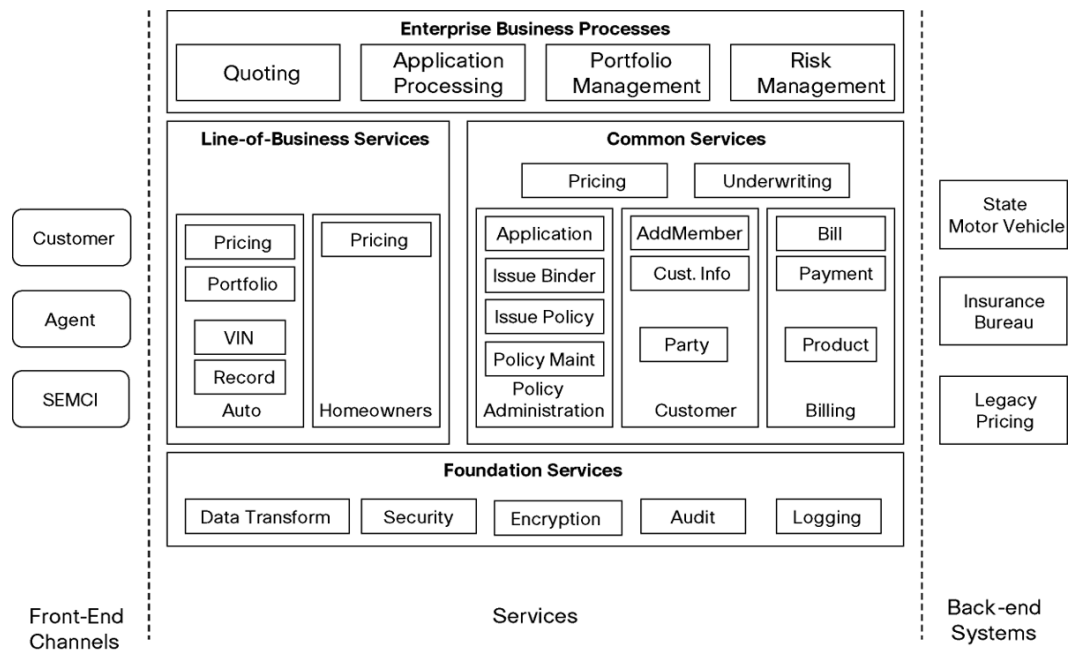 Enterprise Business Processes
Quoting
Application
Processing
Portfolio
Management
Risk
Management
Line-of-Business Services
Pricing
Portfolio
VIN
Record
Auto
Pricing
Homeowners
Common Services
Pricing
Underwriting
Application
Issue Binder
Issue Policy
Policy Maint
Policy
Administration
AddMember
Cust. Info
Party
Customer
Bill
Payment
Product
Billing
Foundation Services
Data Transform
Security
Encryption
Audit
Logging
Customer
Agent
SEMCI
State
Motor Vehicle
Insurance
Bureau
Legacy
Pricing
Front-End
Channels
Services
Back-end
Systems